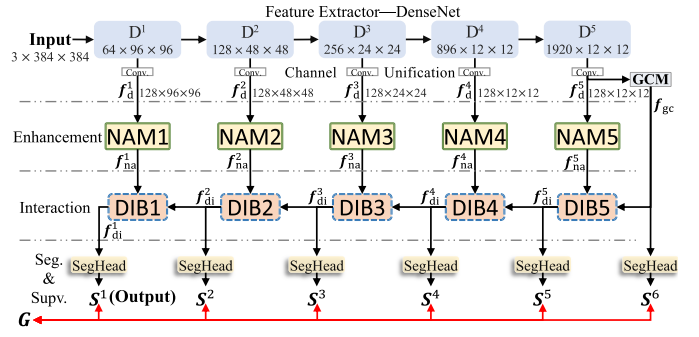 Feature Extractor—DenseNet
Input
3 × 384 × 384
D¹
64 × 96 × 96
D²
128 × 48 × 48
D³
256 × 24 × 24
D⁴
896 × 12 × 12
D⁵
1920 × 12 × 12
Conv. Conv. Channel Conv. Unification Conv. Conv.
GCM
f¹d 128×96×96
f²d 128×48×48
f³d 128×24×24
f⁴d 128×12×12
f⁵d 128×12×12
fgc
Enhancement NAM1 NAM2 NAM3 NAM4 NAM5
f¹na f²na f³na f⁴na f⁵na
f²di f³di f⁴di f⁵di
Interaction DIB1 DIB2 DIB3 DIB4 DIB5
f¹di
Seg.
&
Supv.
SegHead SegHead SegHead SegHead SegHead SegHead
S¹ (Output) S² S³ S⁴ S⁵ S⁶
G